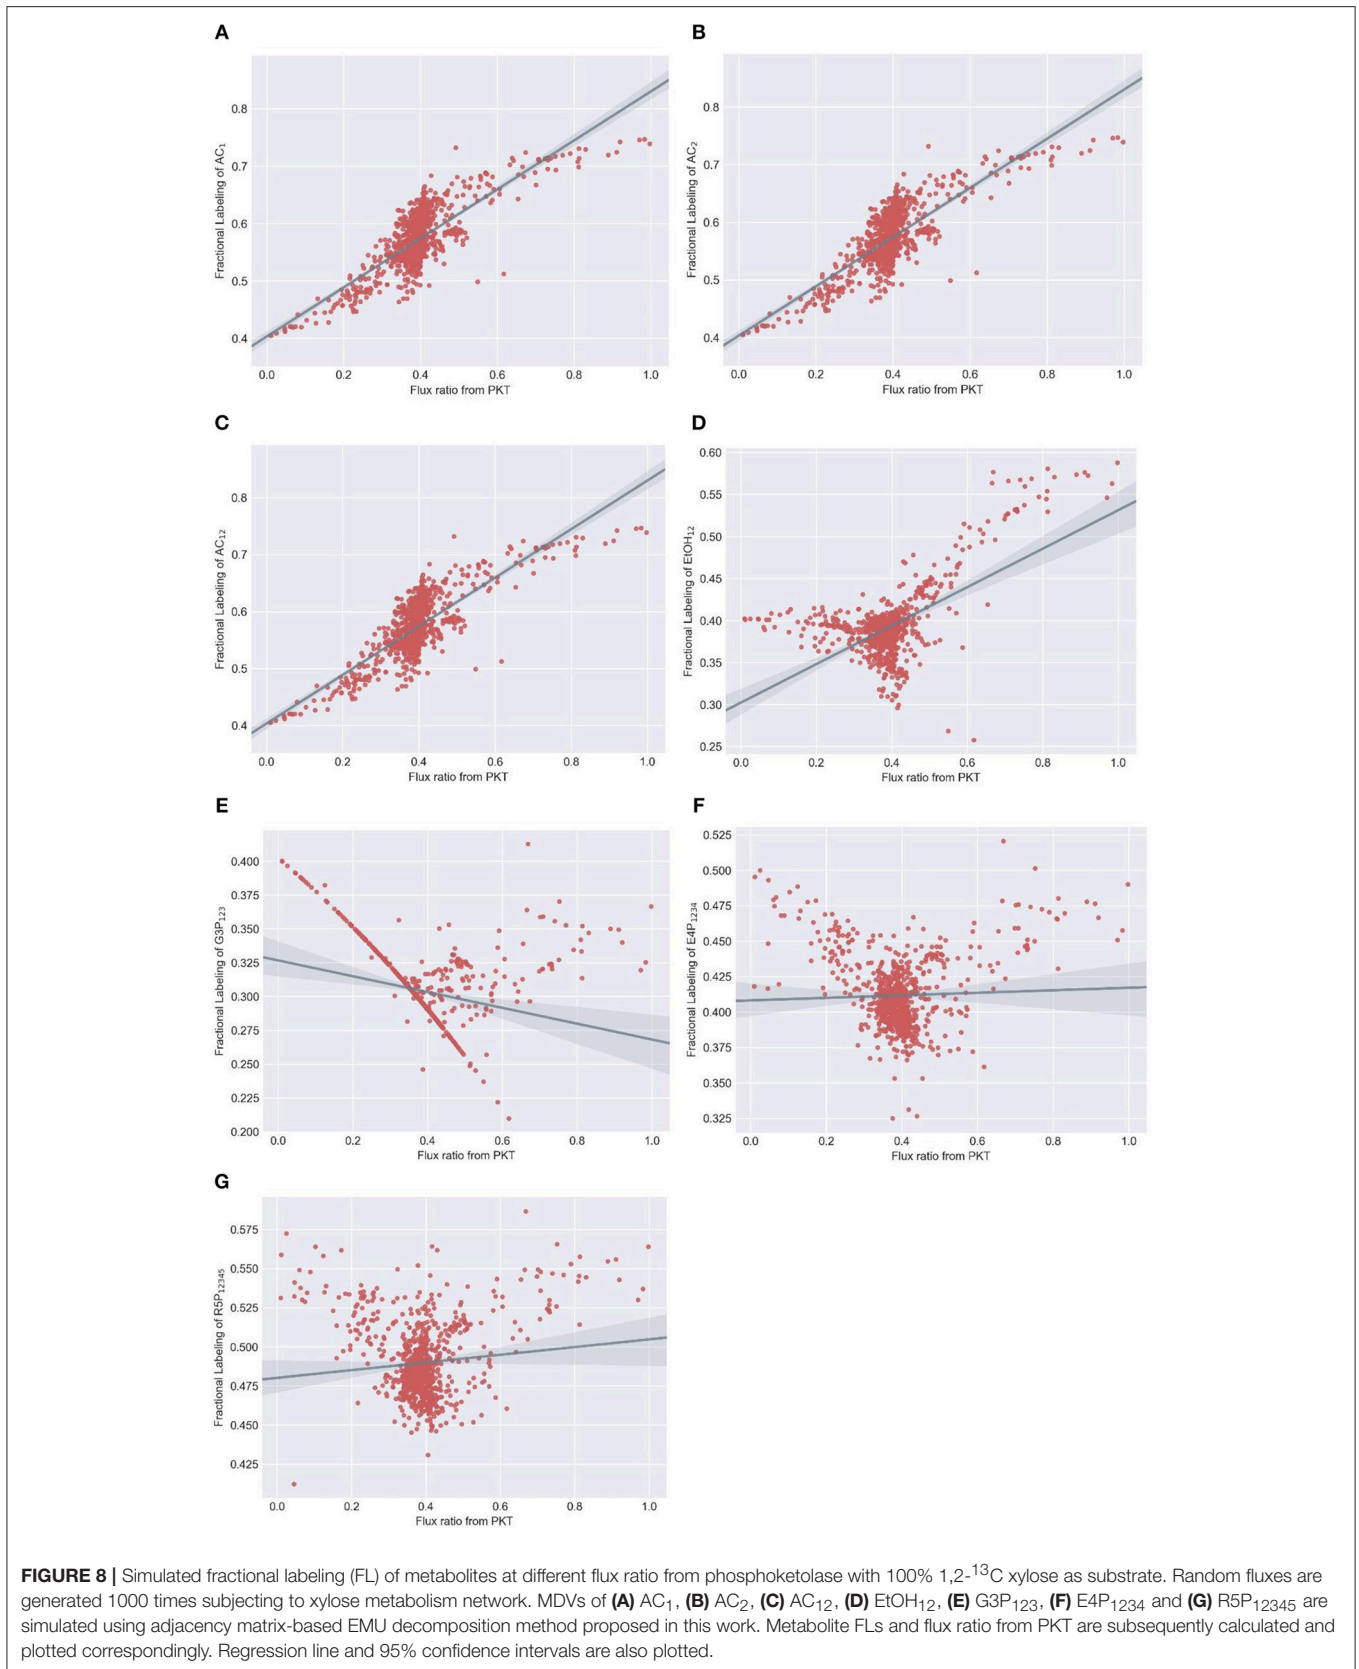 A
Fractional Labeling of AC1
0.8
0.7
0.6
0.5
0.4
0.0 0.2 0.4 0.6 0.8 1.0
Flux ratio from PKT
B
Fractional Labeling of AC2
0.8
0.7
0.6
0.5
0.4
0.0 0.2 0.4 0.6 0.8 1.0
Flux ratio from PKT
C
Fractional Labeling of AC12
0.8
0.7
0.6
0.5
0.4
0.0 0.2 0.4 0.6 0.8 1.0
Flux ratio from PKT
D
Fractional Labeling of EtOH12
0.60
0.55
0.50
0.45
0.40
0.35
0.30
0.25
0.0 0.2 0.4 0.6 0.8 1.0
Flux ratio from PKT
E
Fractional Labeling of G3P123
0.400
0.375
0.350
0.325
0.300
0.275
0.250
0.225
0.200
0.0 0.2 0.4 0.6 0.8 1.0
Flux ratio from PKT
F
Fractional Labeling of E4P1234
0.525
0.500
0.475
0.450
0.425
0.400
0.375
0.350
0.325
0.0 0.2 0.4 0.6 0.8 1.0
Flux ratio from PKT
G
Fractional Labeling of R5P12345
0.575
0.550
0.525
0.500
0.475
0.450
0.425
0.0 0.2 0.4 0.6 0.8 1.0
Flux ratio from PKT
FIGURE 8 | Simulated fractional labeling (FL) of metabolites at different flux ratio from phosphoketolase with 100% 1,2-13C xylose as substrate. Random fluxes are
generated 1000 times subjecting to xylose metabolism network. MDVs of (A) AC1, (B) AC2, (C) AC12, (D) EtOH12, (E) G3P123, (F) E4P1234 and (G) R5P12345 are
simulated using adjacency matrix-based EMU decomposition method proposed in this work. Metabolite FLs and flux ratio from PKT are subsequently calculated and
plotted correspondingly. Regression line and 95% confidence intervals are also plotted.